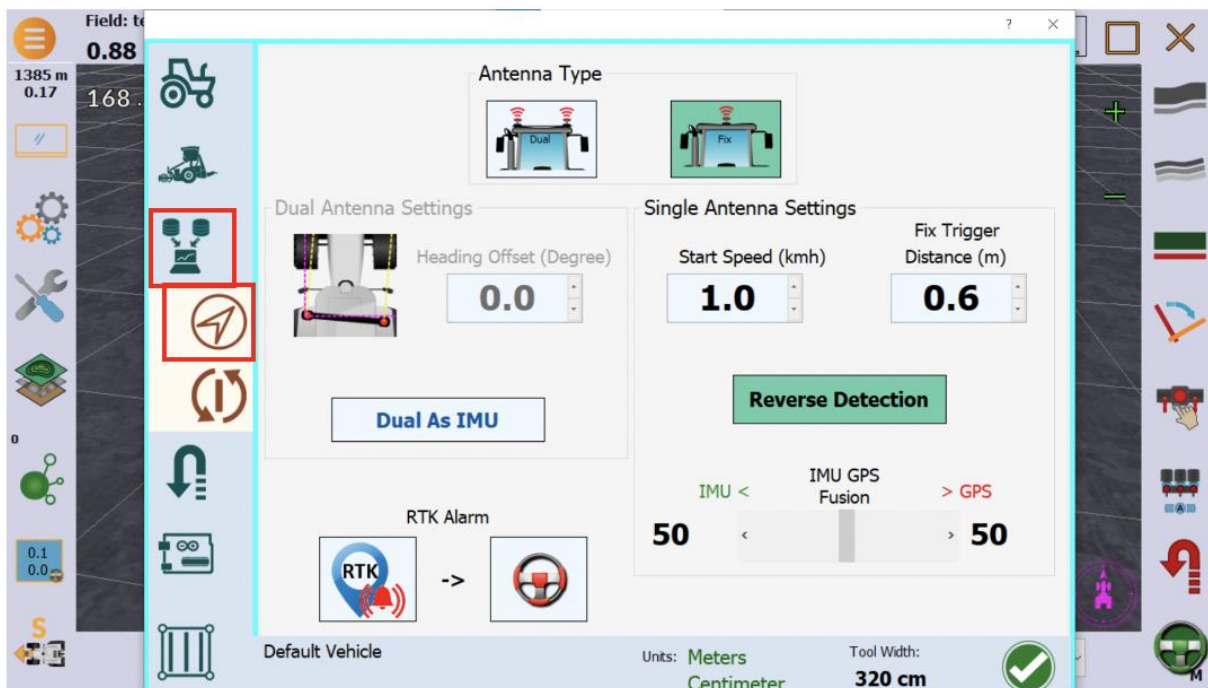 Field: te
0.88
1385 m
0.17
168.
?
Antenna Type
Dual
Fix
Dual Antenna Settings
Heading Offset (Degree)
0.0
Dual As IMU
Single Antenna Settings
Start Speed (kmh)
1.0
Fix Trigger
Distance (m)
0.6
Reverse Detection
IMU <
IMU GPS
Fusion
> GPS
50
50
RTK Alarm
RTK
->
0
0.1
0.0
S
A
M
Default Vehicle
Units:
Meters
Centimeter
Tool Width:
320 cm